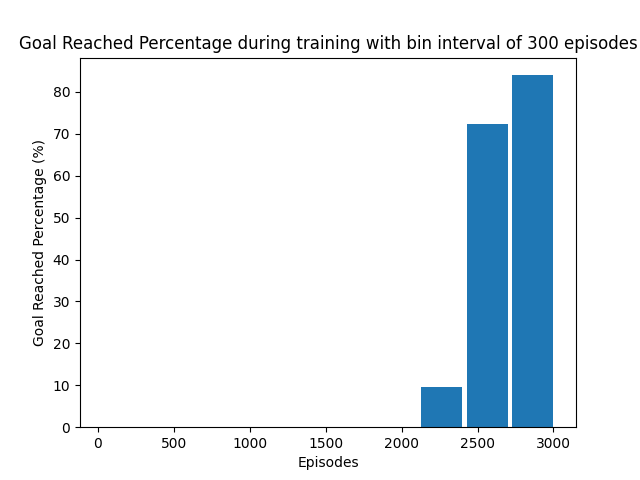 Goal Reached Percentage during training with bin interval of 300 episodes
Goal Reached Percentage (%)
80
70
60
50
40
30
20
10
0
0 500 1000 1500 2000 2500 3000
Episodes